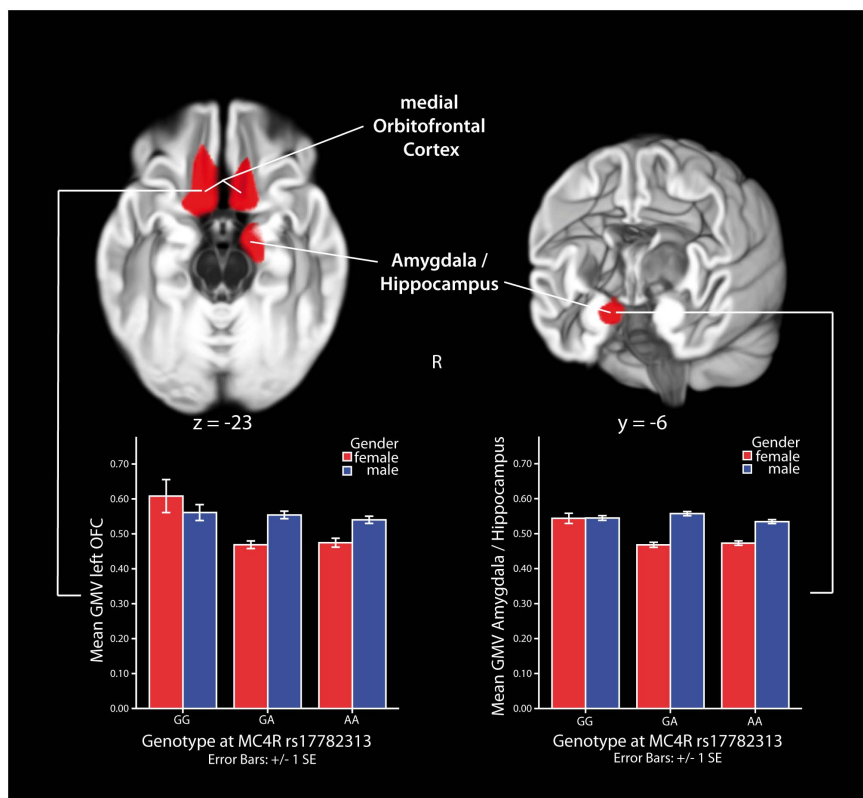 medial
Orbitofrontal
Cortex
Amygdala /
Hippocampus
R
z = -23
y = -6
Gender
female
male
0.70
0.60
0.50
0.40
0.30
0.20
0.10
0.00
Mean GMV left OFC
GG GA AA
Genotype at MC4R rs17782313
Error Bars: +/- 1 SE
Gender
female
male
0.70
0.60
0.50
0.40
0.30
0.20
0.10
0.00
Mean GMV Amygdala / Hippocampus
GG GA AA
Genotype at MC4R rs17782313
Error Bars: +/- 1 SE